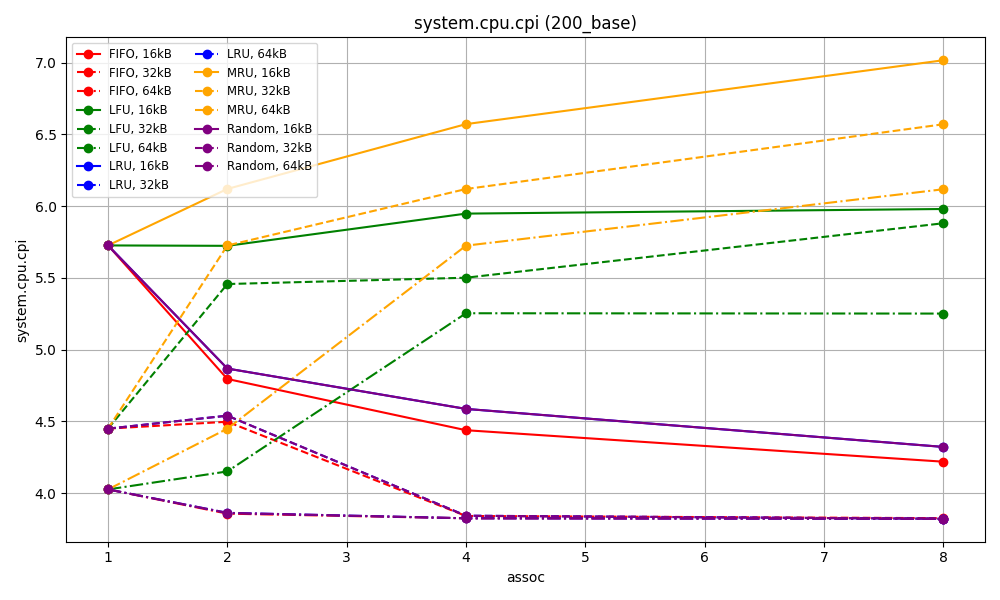 system.cpu.cpi (200_base)
FIFO, 16kB
FIFO, 32kB
FIFO, 64kB
LFU, 16kB
LFU, 32kB
LFU, 64kB
LRU, 16kB
LRU, 32kB
LRU, 64kB
MRU, 16kB
MRU, 32kB
MRU, 64kB
Random, 16kB
Random, 32kB
Random, 64kB
system.cpu.cpi
7.0
6.5
6.0
5.5
5.0
4.5
4.0
1 2 3 4 5 6 7 8
assoc